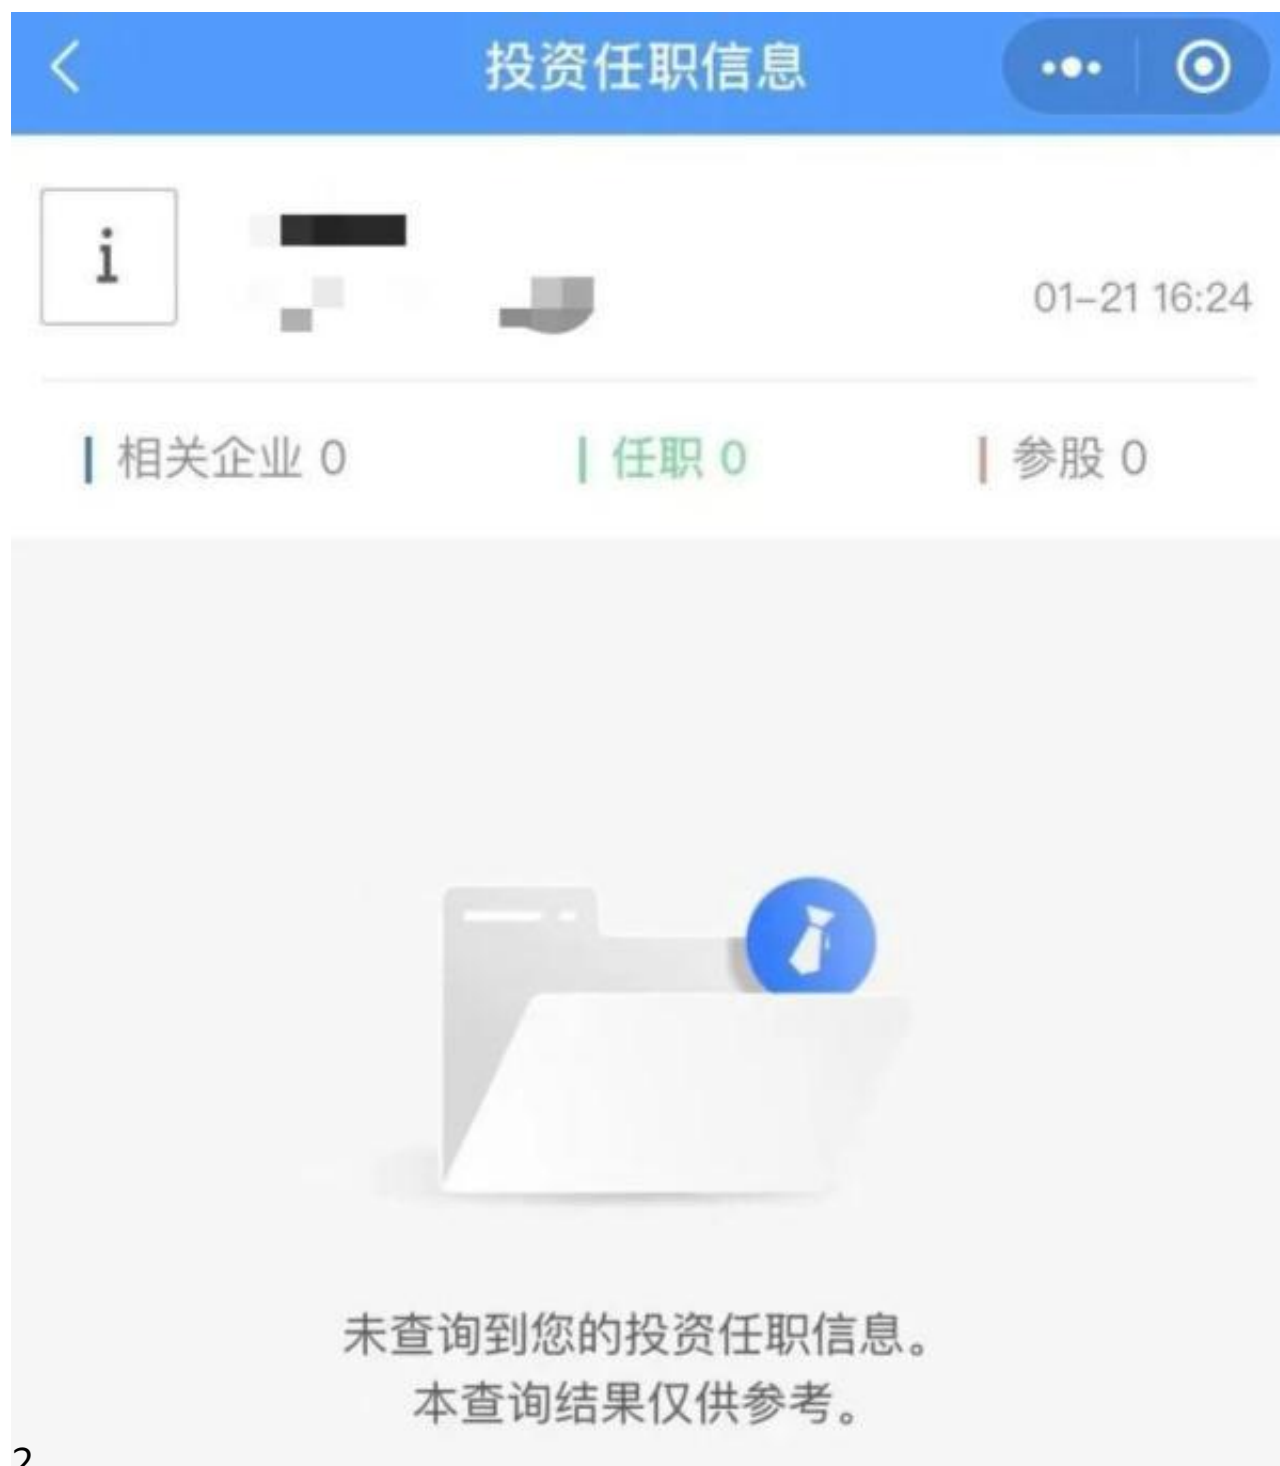 投资任职信息
i
01-21 16:24
相关企业 0 任职 0 参股 0
未查询到您的投资任职信息。
本查询结果仅供参考。
2